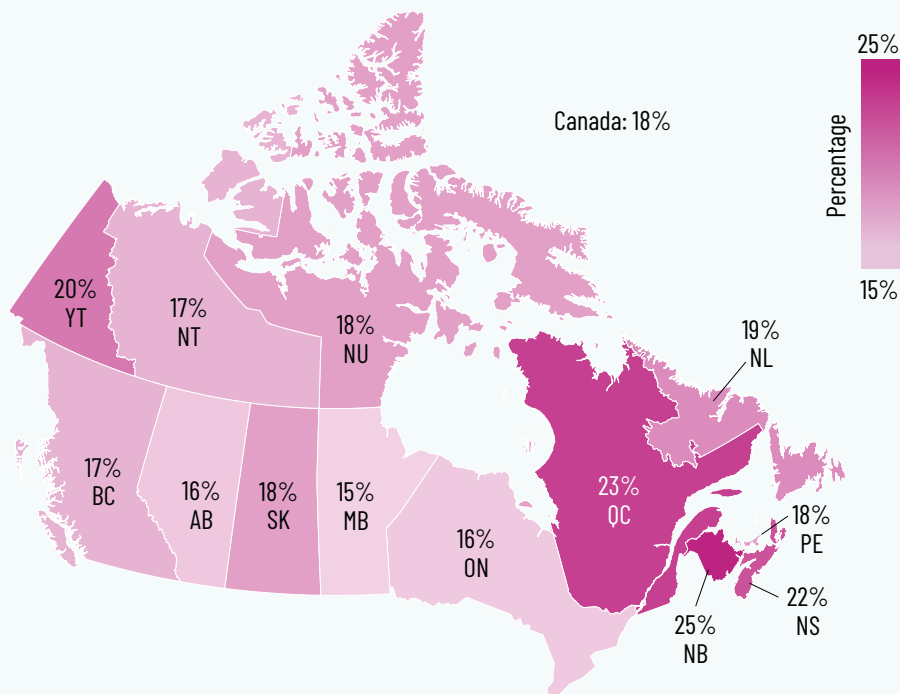 25%
Canada: 18%
Percentage
15%
20%
YT
17%
NT
18%
NU
19%
NL
17%
BC
16%
AB
18%
SK
15%
MB
16%
ON
23%
QC
18%
PE
22%
NS
25%
NB